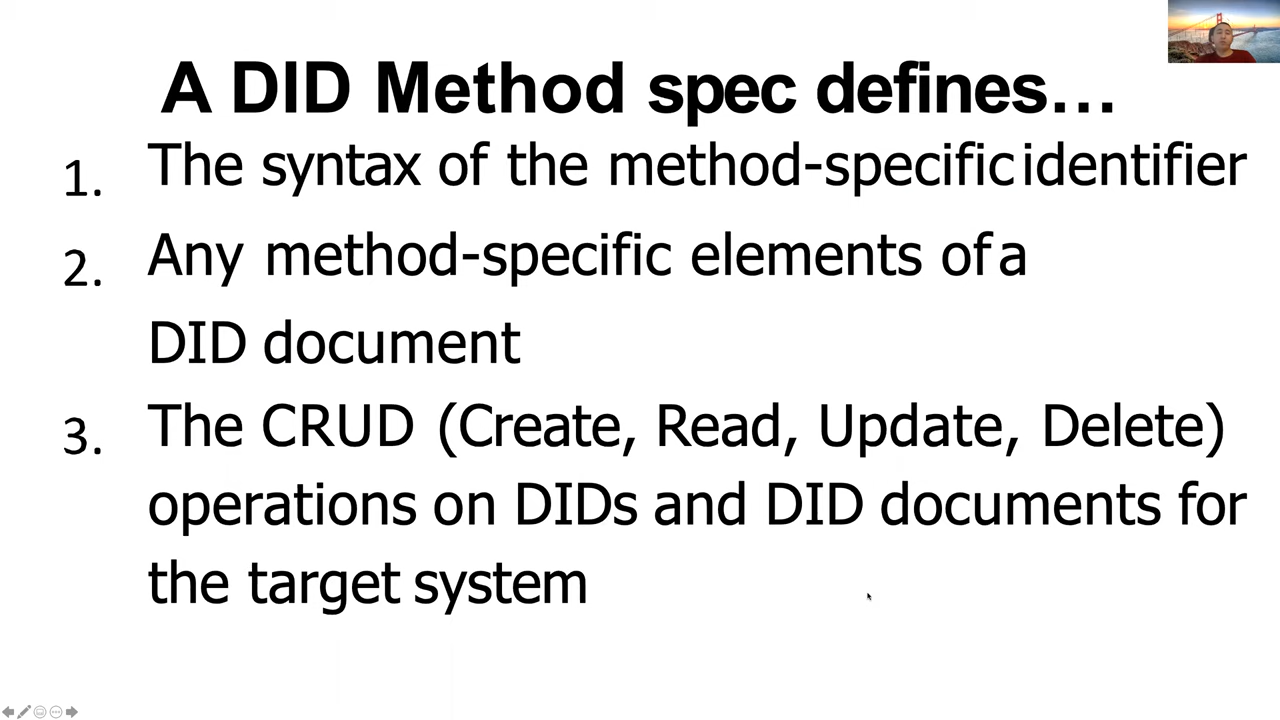 A DID Method spec defines…
1. The syntax of the method-specific identifier
2. Any method-specific elements of a
DID document
3. The CRUD (Create, Read, Update, Delete)
operations on DIDs and DID documents for
the target system